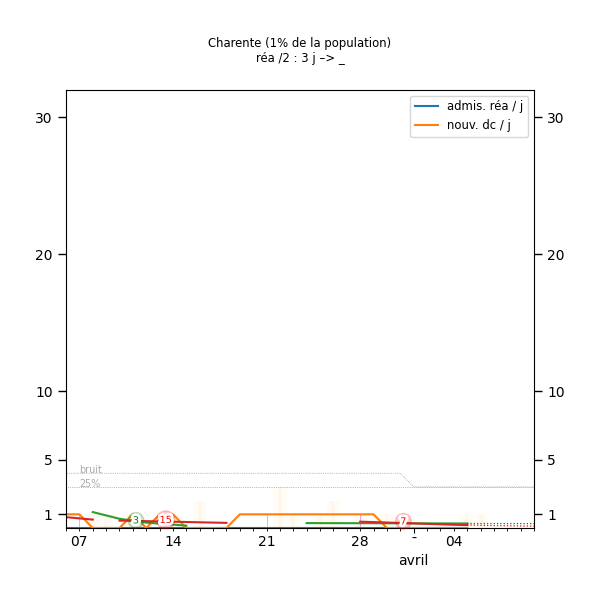 Charente (1% de la population)
réa /2 : 3 j –> _
admis. réa / j
nouv. dc / j
30 30
20 20
10 10
5 5
bruit
25%
1 3 15 7 1
07 14 21 28 - 04
avril